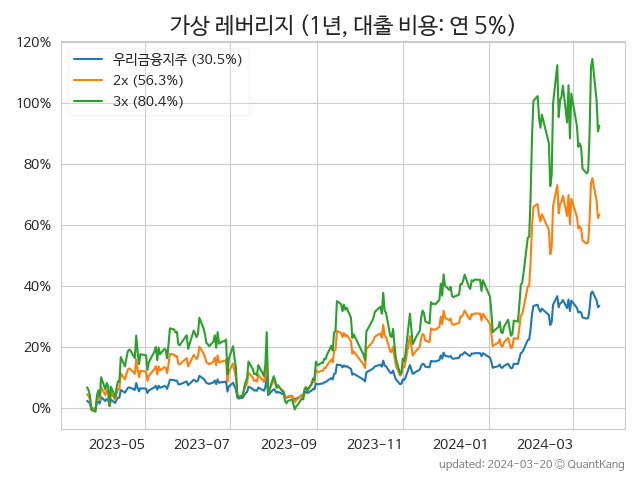 가상 레버리지 (1년, 대출 비용: 연 5%)
120%
100%
80%
60%
40%
20%
0%
우리금융지주 (30.5%)
2x (56.3%)
3x (80.4%)
2023-05 2023-07 2023-09 2023-11 2024-01 2024-03
updated: 2024-03-20 © QuantKang